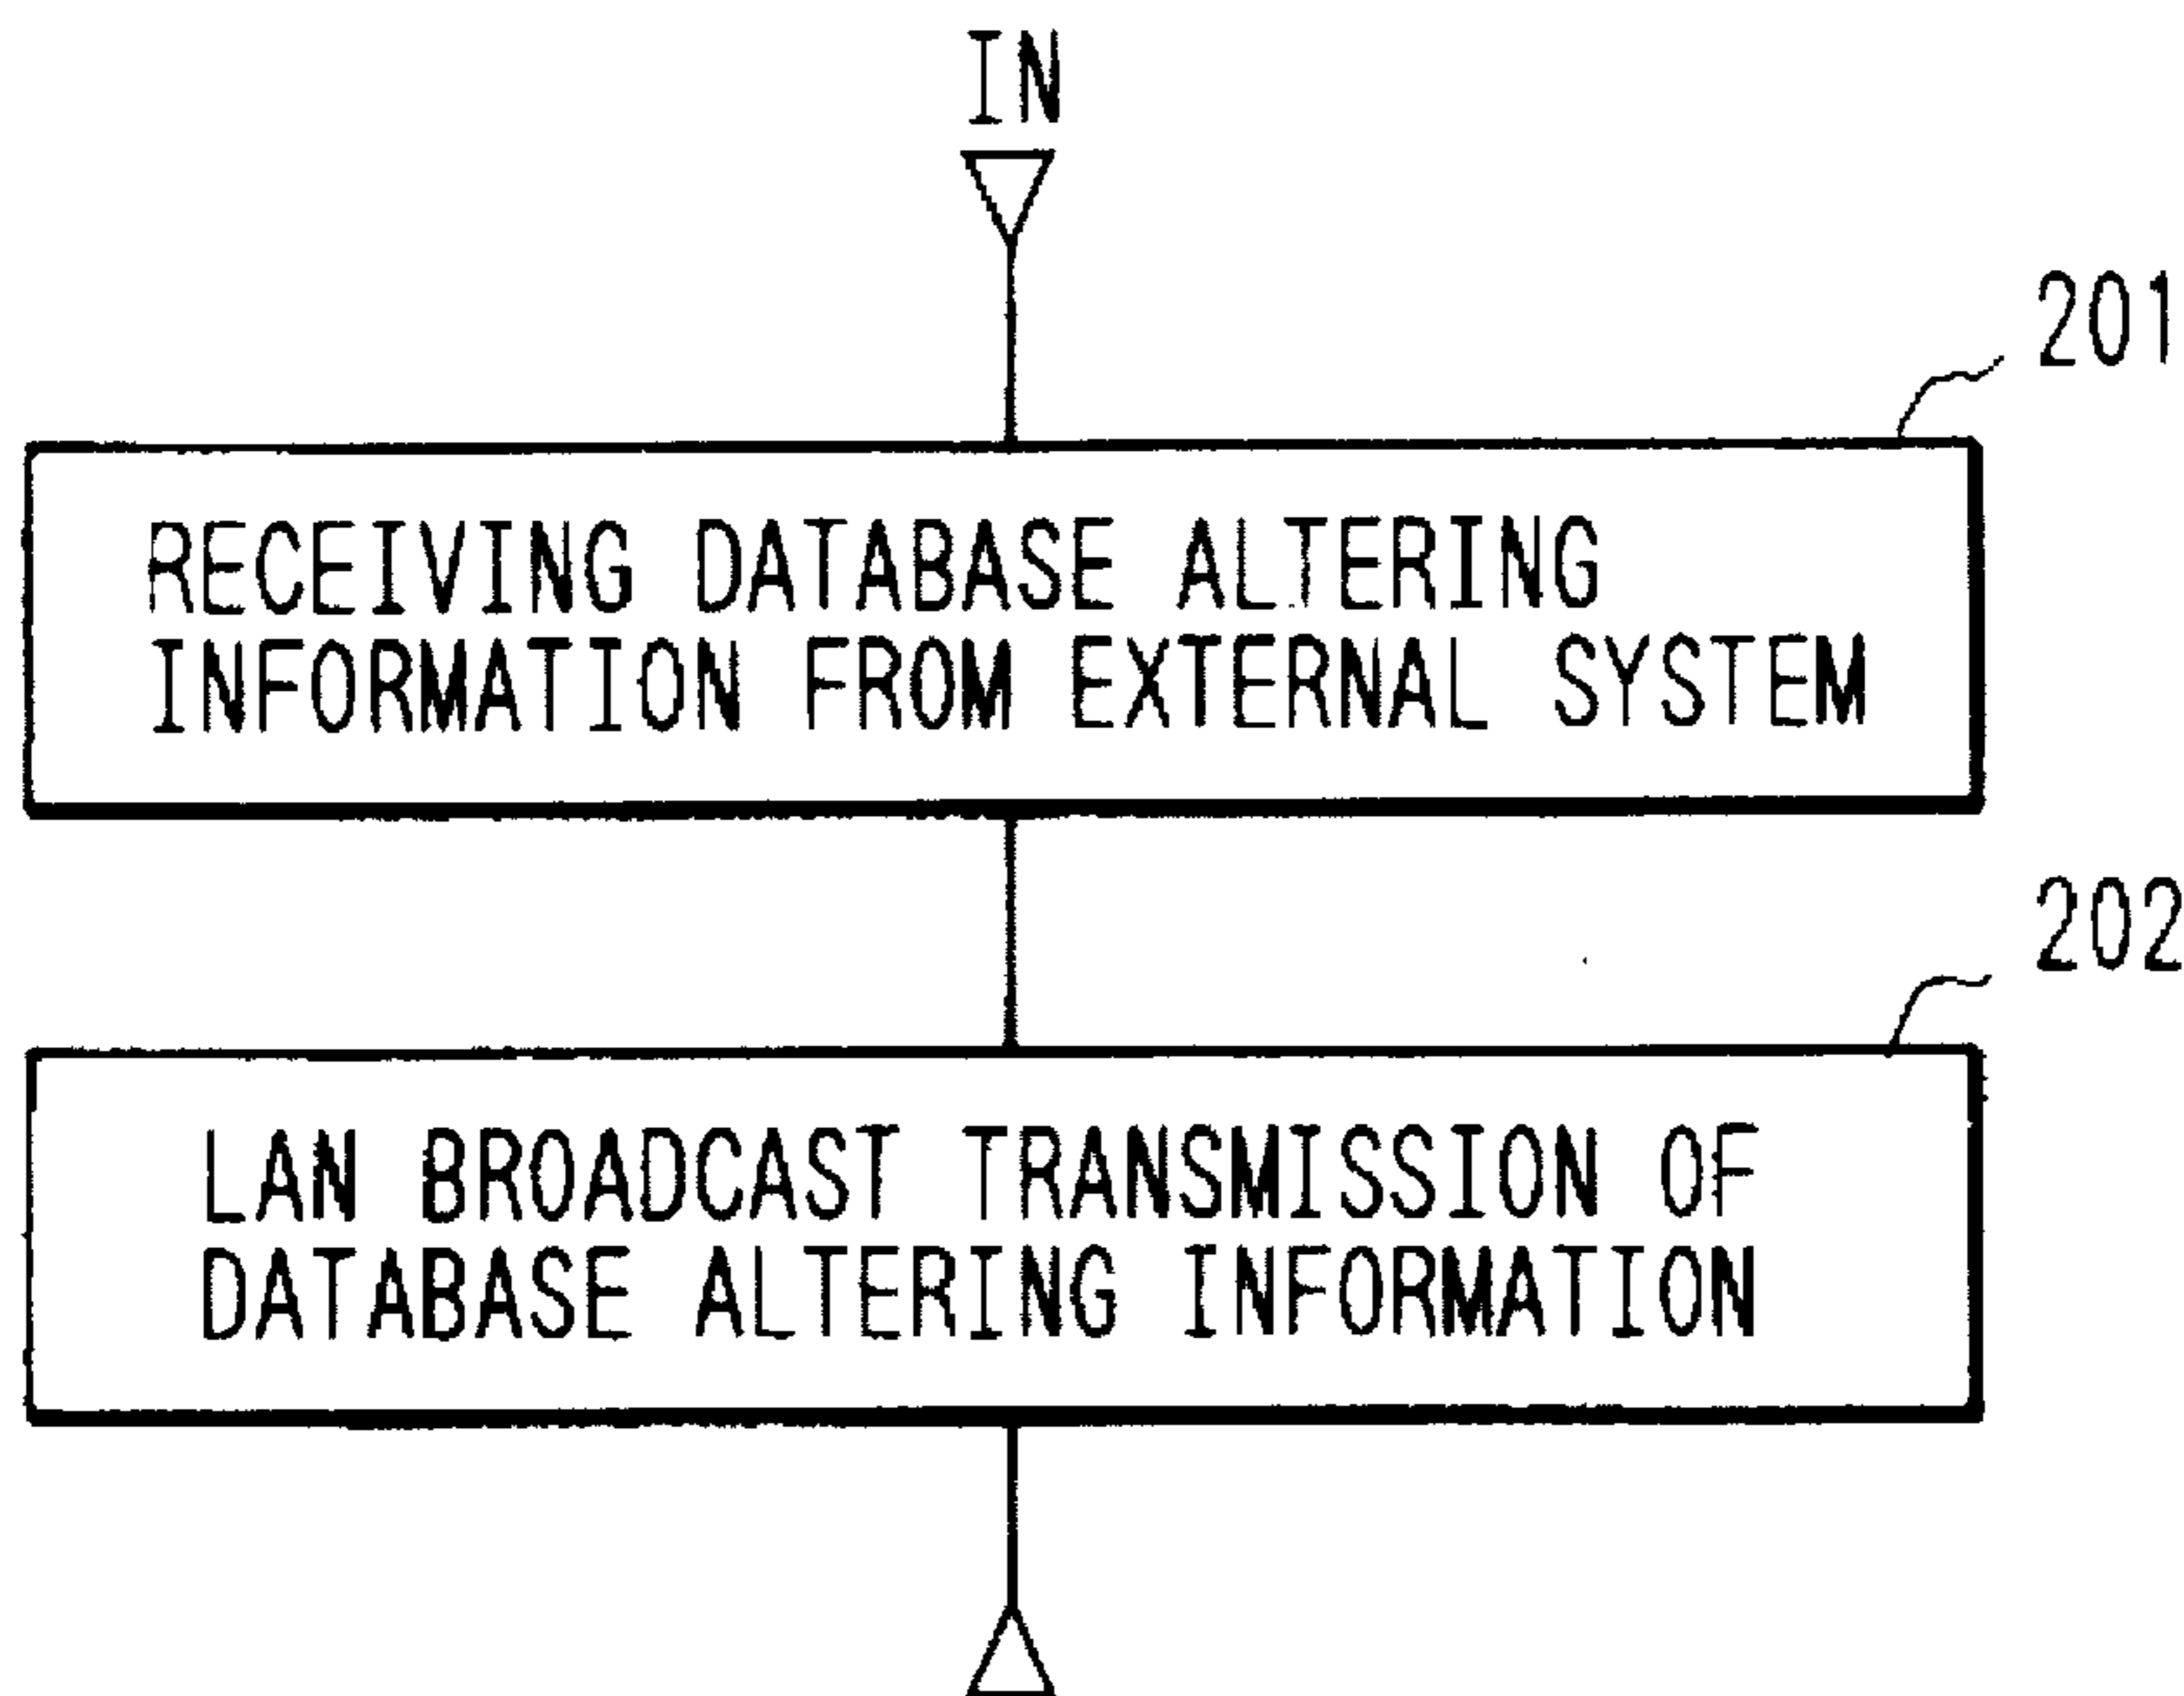 IN
201
RECEIVING DATABASE ALTERING
INFORMATION FROM EXTERNAL SYSTEM
202
LAN BROADCAST TRANSMISSION OF
DATABASE ALTERING INFORMATION